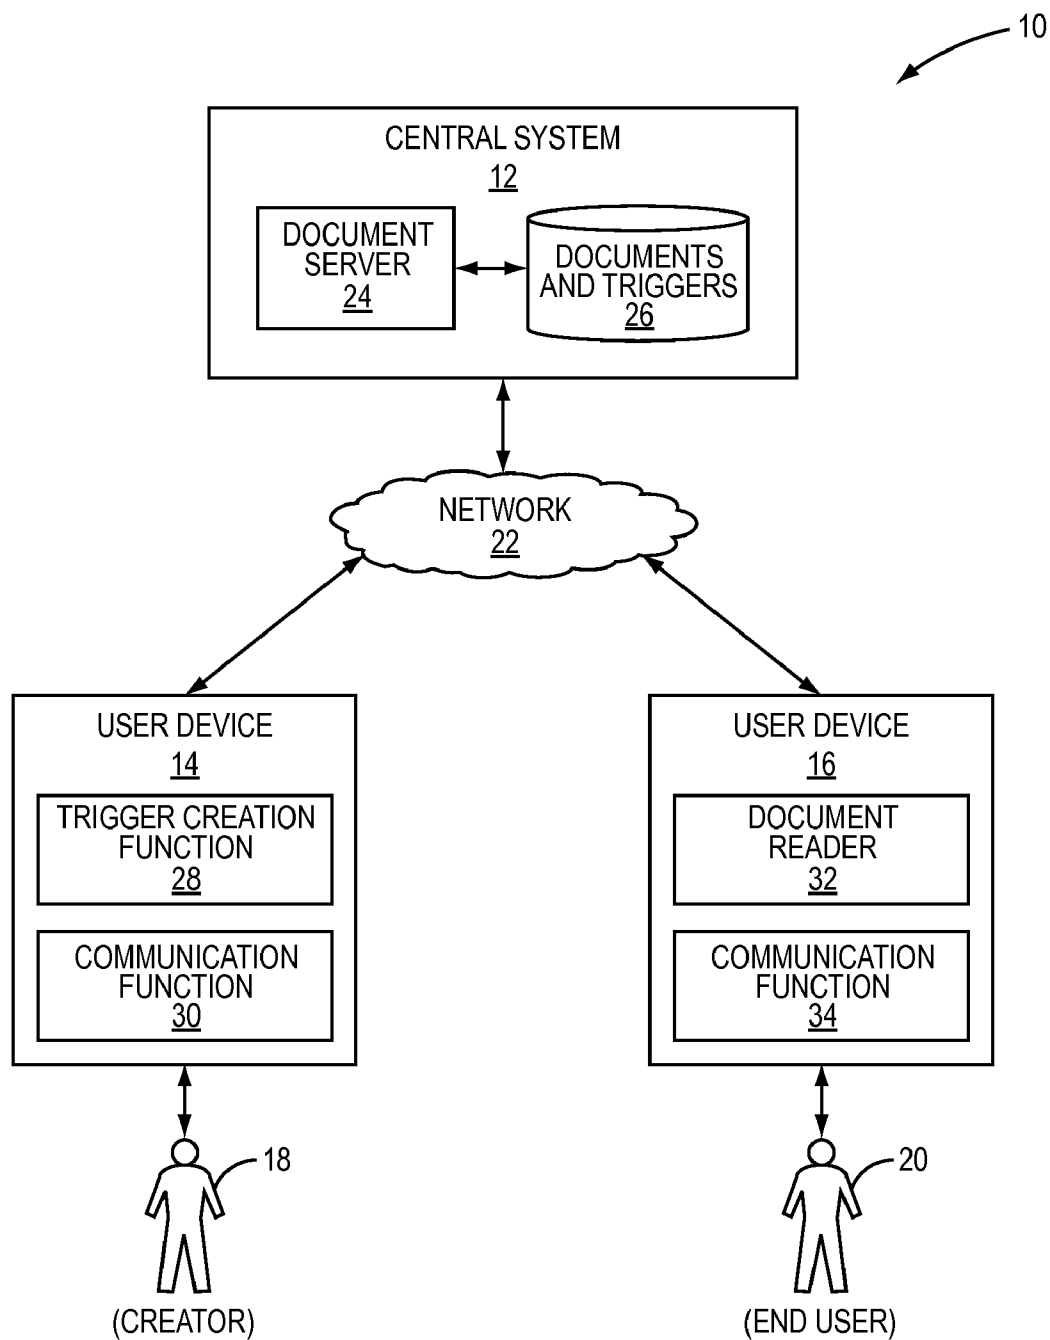 10
CENTRAL SYSTEM
12
DOCUMENT
SERVER
24
DOCUMENTS
AND TRIGGERS
26
NETWORK
22
USER DEVICE
14
TRIGGER CREATION
FUNCTION
28
COMMUNICATION
FUNCTION
30
USER DEVICE
16
DOCUMENT
READER
32
COMMUNICATION
FUNCTION
34
18
(CREATOR)
20
(END USER)